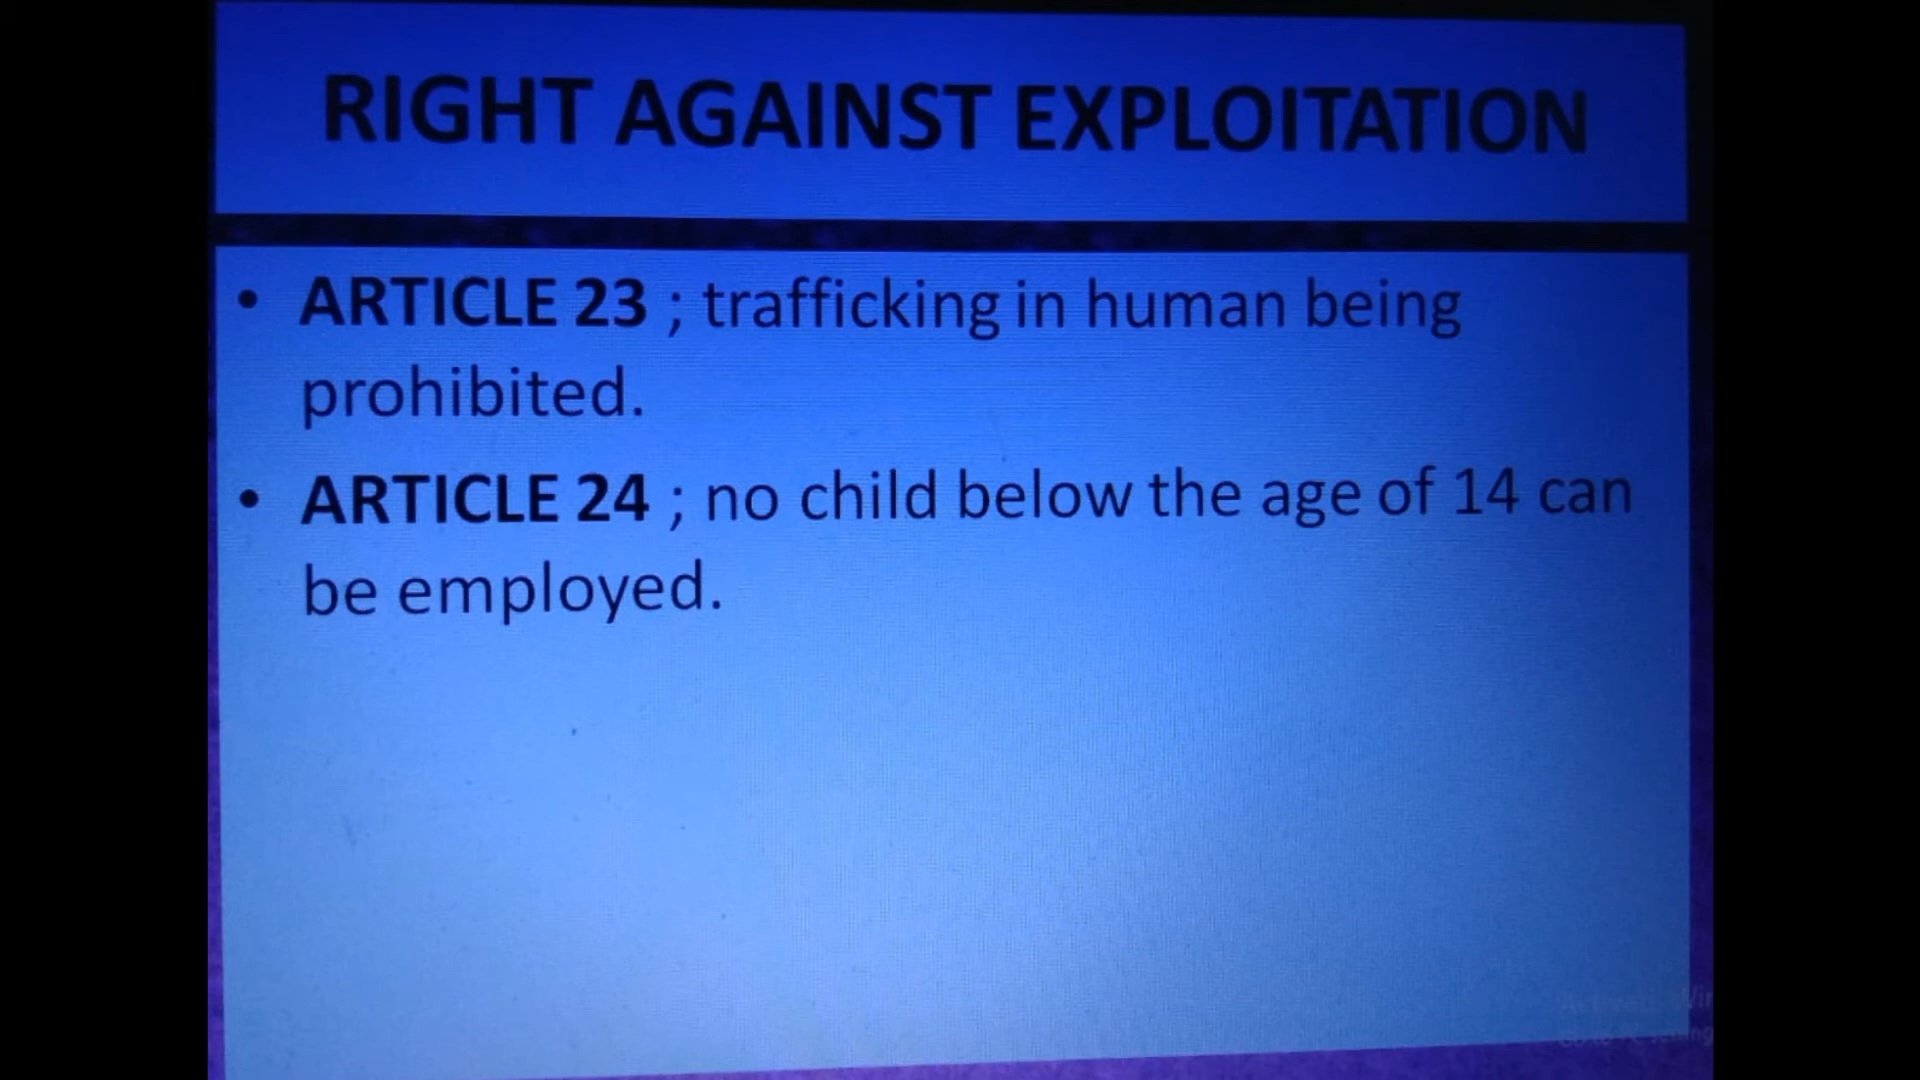 RIGHT AGAINST EXPLOITATION
• ARTICLE 23 ; trafficking in human being
prohibited.
• ARTICLE 24 ; no child below the age of 14 can
be employed.